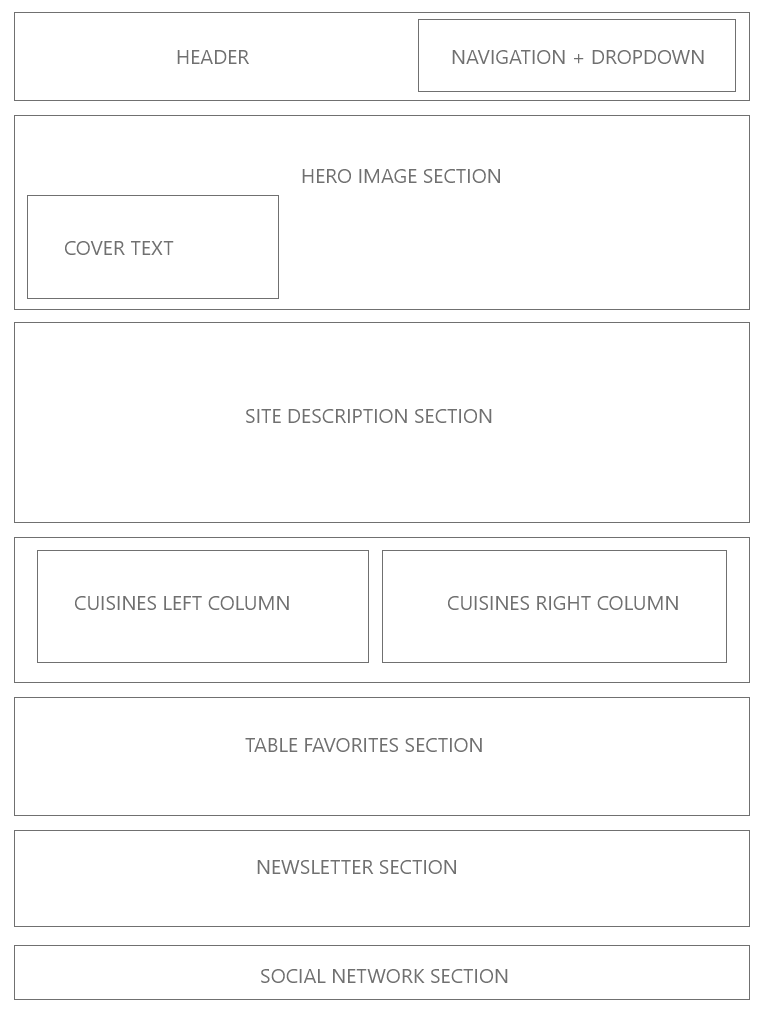 HEADER
NAVIGATION + DROPDOWN
HERO IMAGE SECTION
COVER TEXT
SITE DESCRIPTION SECTION
CUISINES LEFT COLUMN
CUISINES RIGHT COLUMN
TABLE FAVORITES SECTION
NEWSLETTER SECTION
SOCIAL NETWORK SECTION